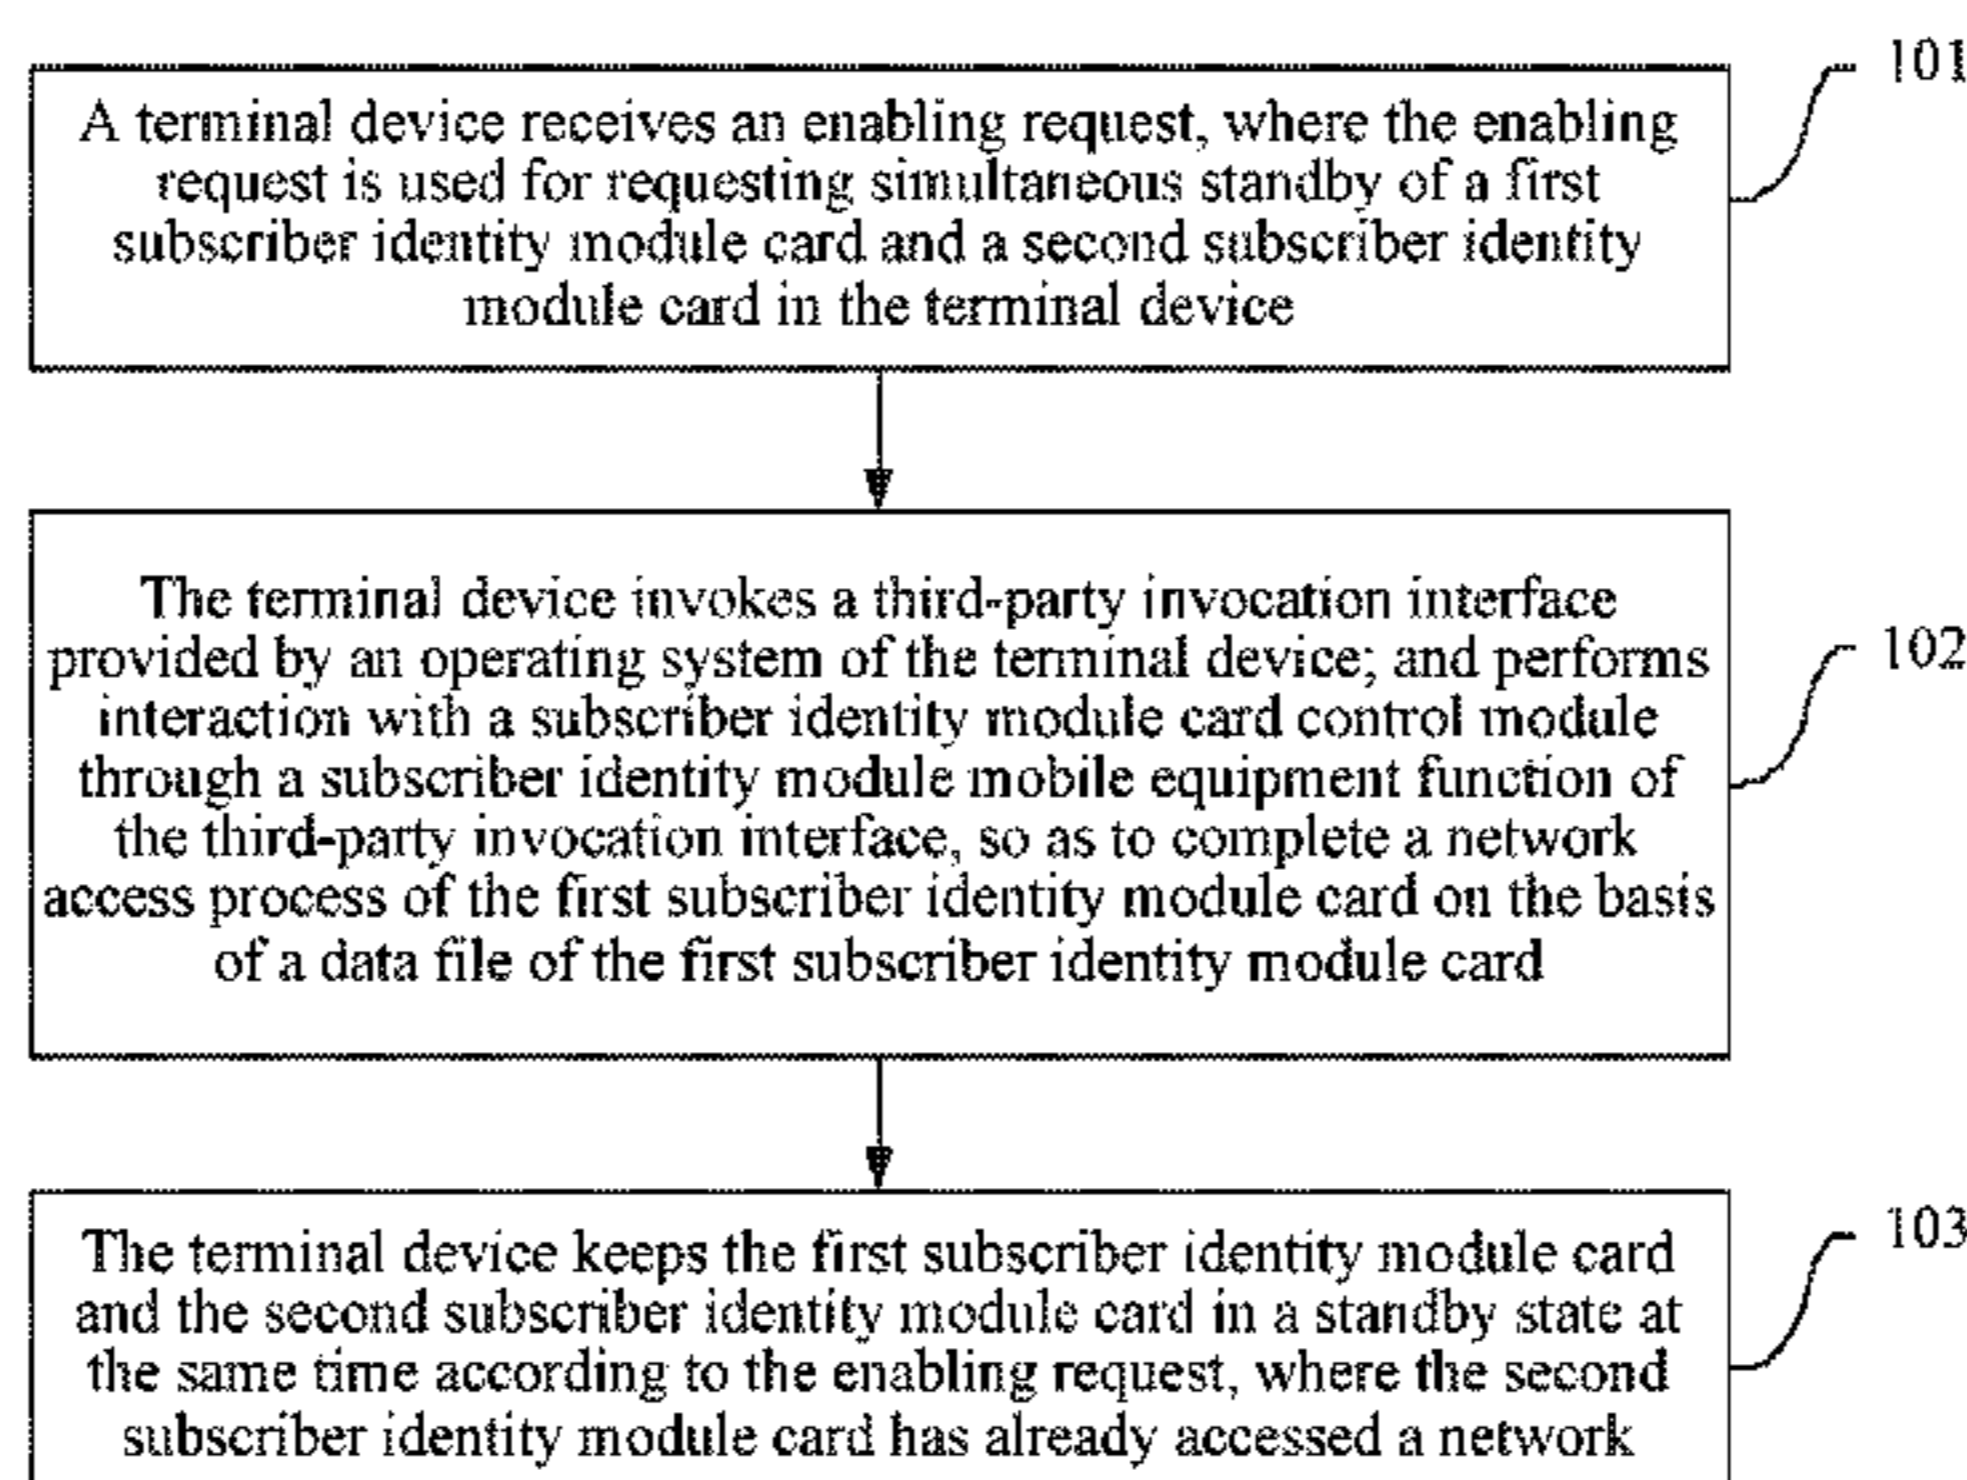 101
A terminal device receives an enabling request, where the enabling
request is used for requesting simultaneous standby of a first
subscriber identity module card and a second subscriber identity
module card in the terminal device
The terminal device invokes a third-party invocation interface
provided by an operating system of the terminal device; and performs
interaction with a subscriber identity module card control module
through a subscriber identity module mobile equipment function of
the third-party invocation interface, so as to complete a network
access process of the first subscriber identity module card on the basis
of a data file of the first subscriber identity module card
102
The terminal device keeps the first subscriber identity module card
and the second subscriber identity module card in a standby state at
the same time according to the enabling request, where the second
subscriber identity module card has already accessed a network
103